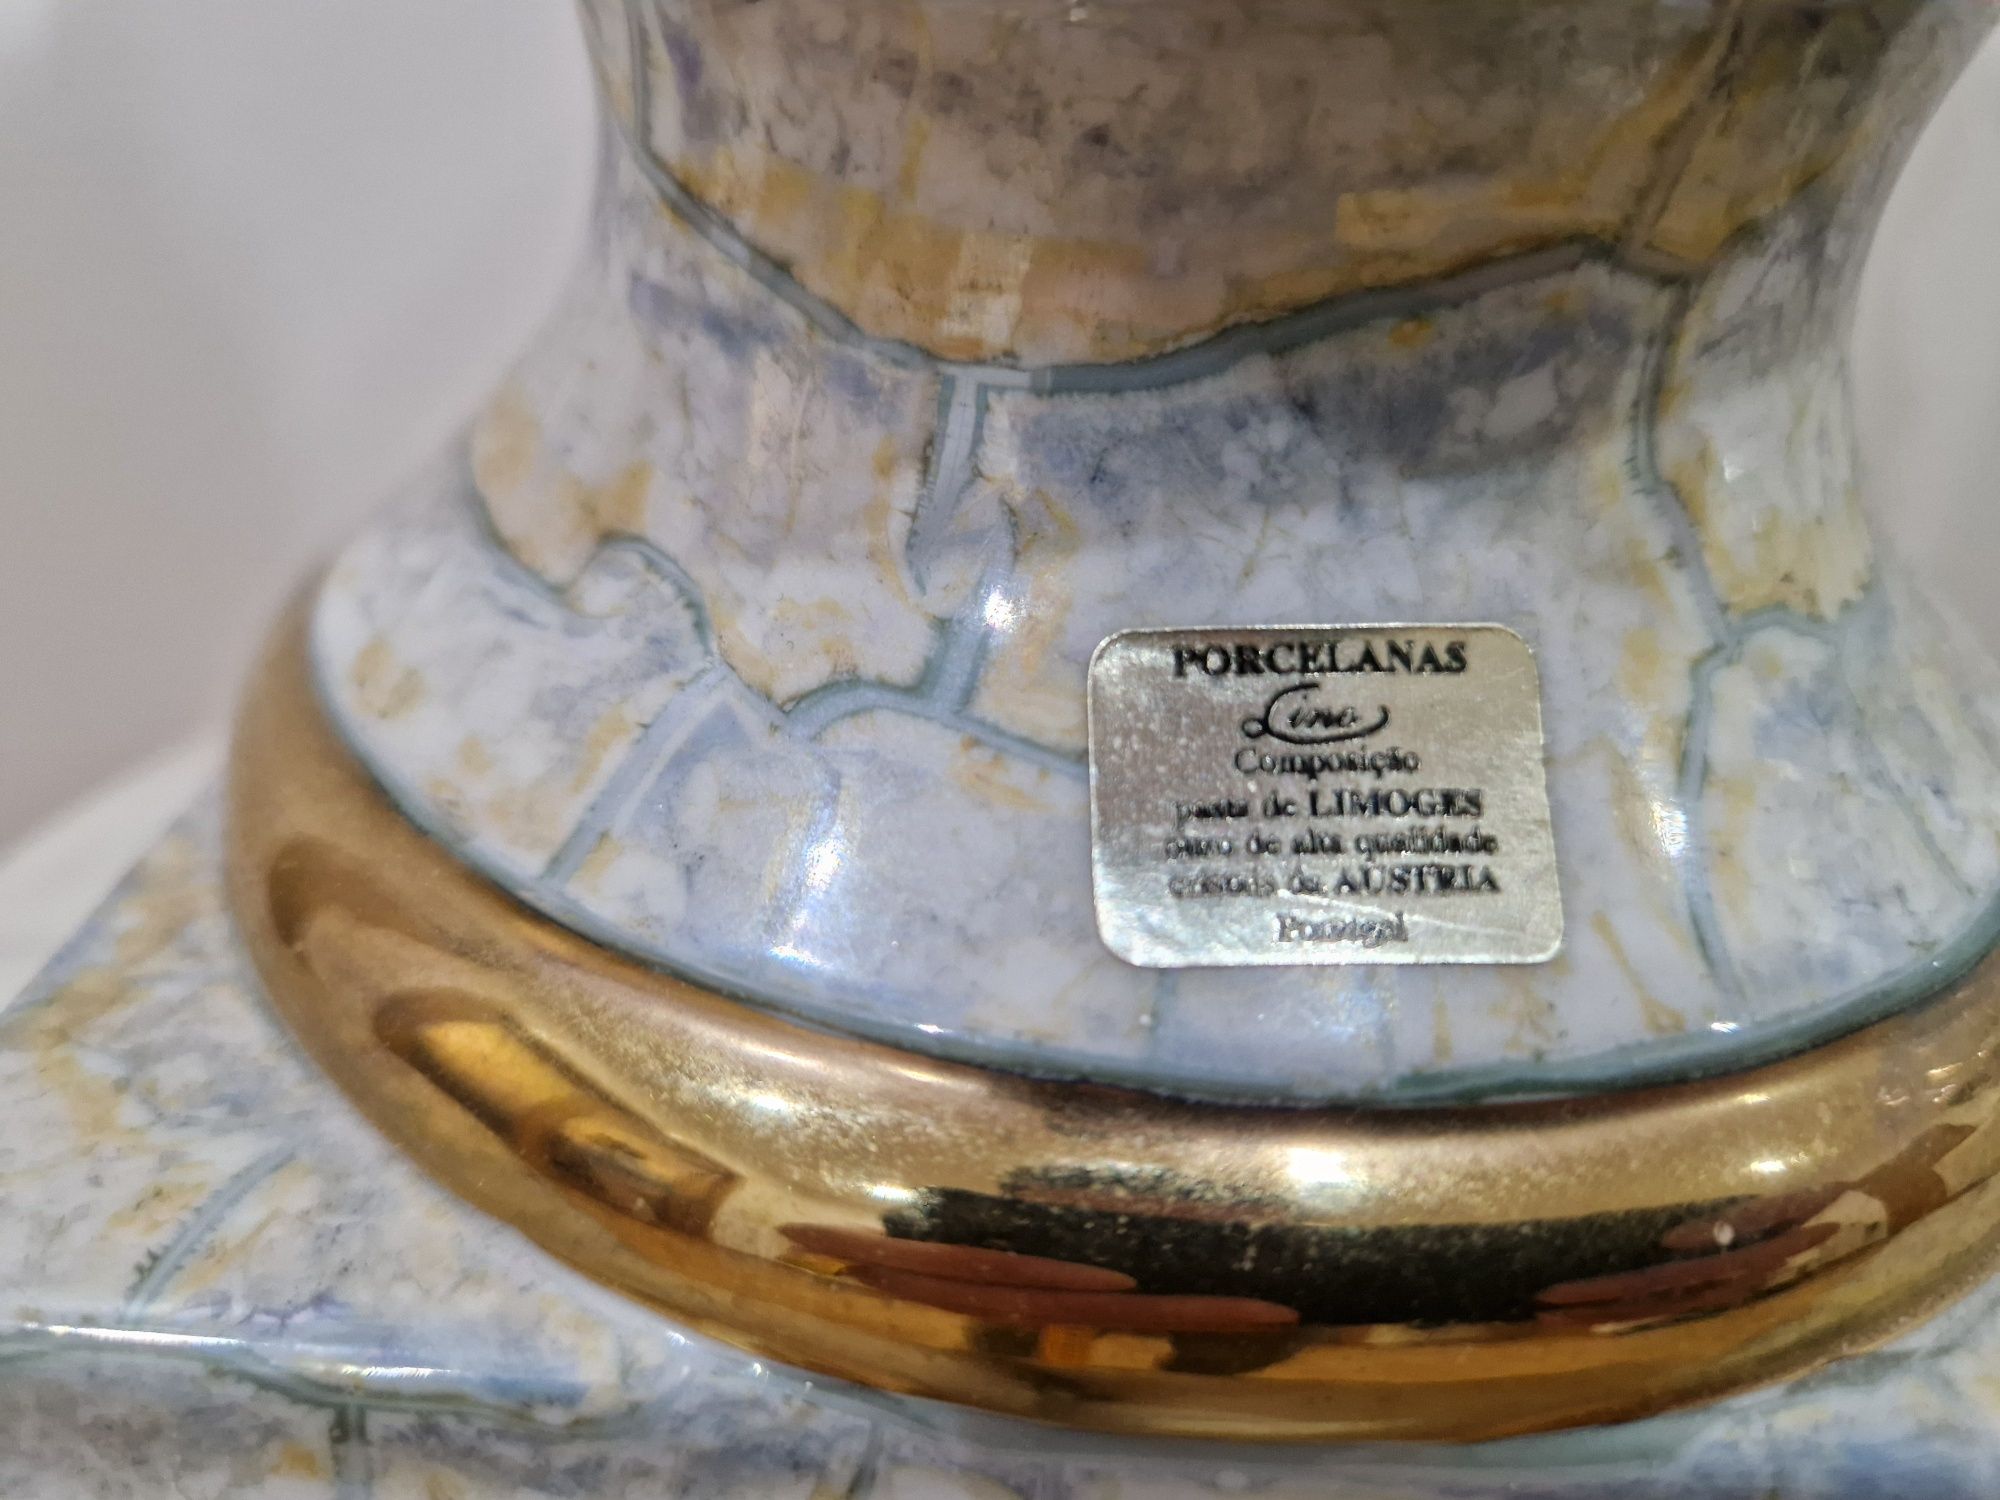 PORCELANAS
Lino
Composição
pasta de LIMOGES
ouro de alta qualidade
cristais da AUSTRIA
Portugal